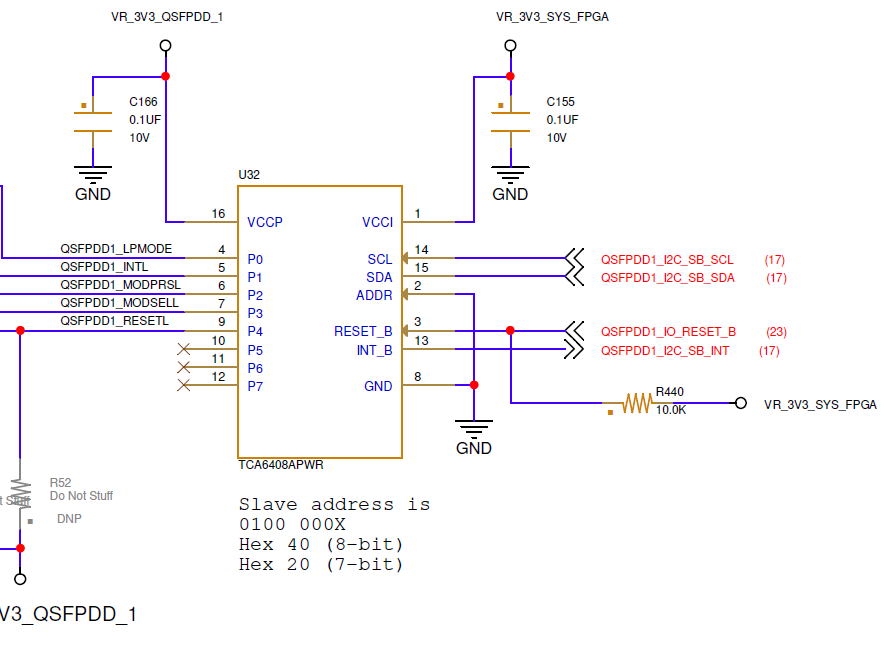 VR_3V3_QSFPDD_1
VR_3V3_SYS_FPGA
C166
0.1UF
10V
GND
C155
0.1UF
10V
GND
U32
16 VCCP
VCCI 1
QSFPDD1_LPMODE 4 P0
QSFPDD1_INTL 5 P1
QSFPDD1_MODPRSL 6 P2
QSFPDD1_MODSELL 7 P3
QSFPDD1_RESETL 9 P4
10 P5
11 P6
12 P7
SCL 14 QSFPDD1_I2C_SB_SCL (17)
SDA 15 QSFPDD1_I2C_SB_SDA (17)
ADDR 2
RESET_B 3 QSFPDD1_IO_RESET_B (23)
INT_B 13 QSFPDD1_I2C_SB_INT (17)
GND 8
R440
10.0K
VR_3V3_SYS_FPGA
GND
TCA6408APWR
R52
Do Not Stuff
t Stuff
DNP
Slave address is
0100 000X
Hex 40 (8-bit)
Hex 20 (7-bit)
V3_QSFPDD_1